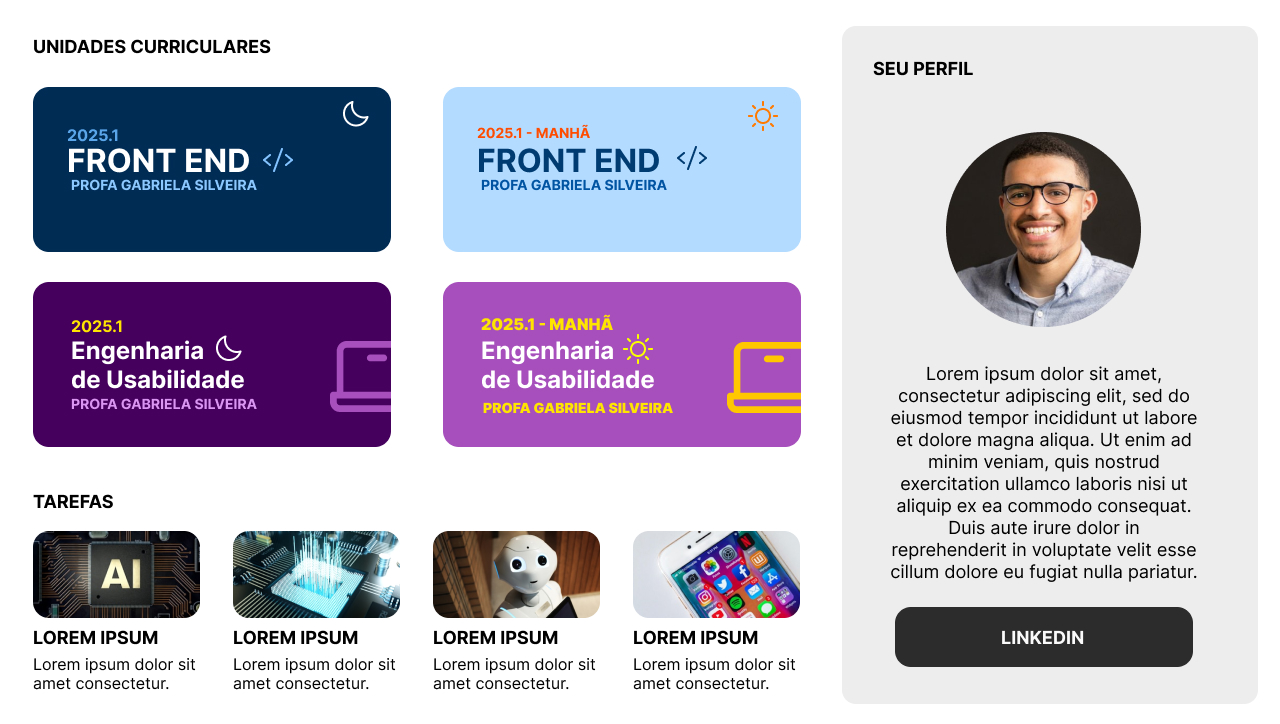 UNIDADES CURRICULARES
2025.1
FRONT END </>
PROFA GABRIELA SILVEIRA
2025.1 - MANHÃ
FRONT END </>
PROFA GABRIELA SILVEIRA
2025.1
Engenharia
de Usabilidade
PROFA GABRIELA SILVEIRA
2025.1 - MANHÃ
Engenharia
de Usabilidade
PROFA GABRIELA SILVEIRA
TAREFAS
AI
LOREM IPSUM
Lorem ipsum dolor sit
amet consectetur.
LOREM IPSUM
Lorem ipsum dolor sit
amet consectetur.
LOREM IPSUM
Lorem ipsum dolor sit
amet consectetur.
LOREM IPSUM
Lorem ipsum dolor sit
amet consectetur.
SEU PERFIL
Lorem ipsum dolor sit amet,
consectetur adipiscing elit, sed do
eiusmod tempor incididunt ut labore
et dolore magna aliqua. Ut enim ad
minim veniam, quis nostrud
exercitation ullamco laboris nisi ut
aliquip ex ea commodo consequat.
Duis aute irure dolor in
reprehenderit in voluptate velit esse
cillum dolore eu fugiat nulla pariatur.
LINKEDIN